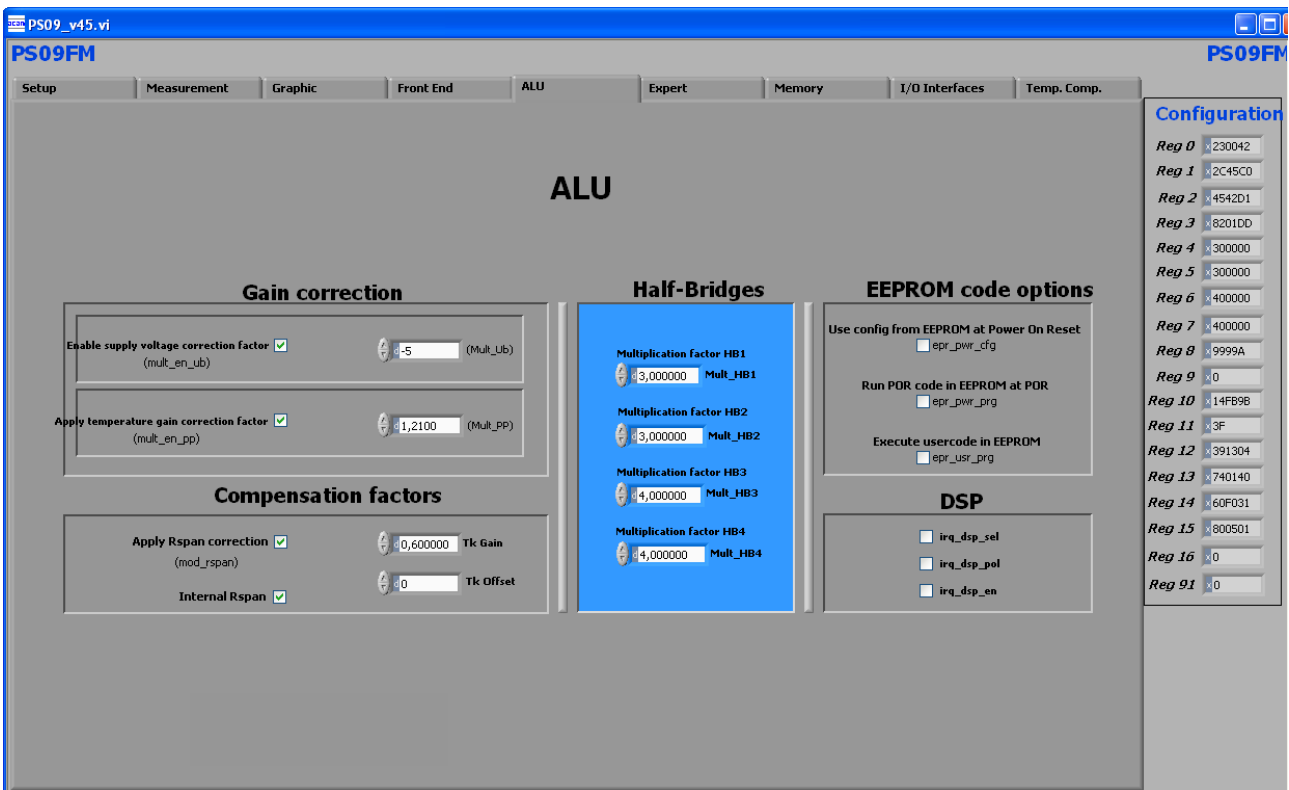 acan PS09_v45.vi
PS09FM
PS09FM
Setup
Measurement
Graphic
Front End
ALU
Expert
Memory
I/O Interfaces
Temp. Comp.
ALU
Gain correction
Enable supply voltage correction factor
(mult_en_ub)
d -5
(Mult_Ub)
Apply temperature gain correction factor
(mult_en_pp)
d 1,2100
(Mult_PP)
Compensation factors
Apply Rspan correction
(mod_rspan)
d 0,600000
Tk Gain
Internal Rspan
d 0
Tk Offset
Half-Bridges
Multiplication factor HB1
d 3,000000 Mult_HB1
Multiplication factor HB2
d 3,000000 Mult_HB2
Multiplication factor HB3
d 4,000000 Mult_HB3
Multiplication factor HB4
d 4,000000 Mult_HB4
EEPROM code options
Use config from EEPROM at Power On Reset
epr_pwr_cfg
Run POR code in EEPROM at POR
epr_pwr_prg
Execute usercode in EEPROM
epr_usr_prg
DSP
irq_dsp_sel
irq_dsp_pol
irq_dsp_en
Configuration
Reg 0 x 230042
Reg 1 x 2C45C0
Reg 2 x 4542D1
Reg 3 x 8201DD
Reg 4 x 300000
Reg 5 x 300000
Reg 6 x 400000
Reg 7 x 400000
Reg 8 x 9999A
Reg 9 x 0
Reg 10 x 14FB9B
Reg 11 x 3F
Reg 12 x 391304
Reg 13 x 740140
Reg 14 x 60F031
Reg 15 x 800501
Reg 16 x 0
Reg 91 x 0